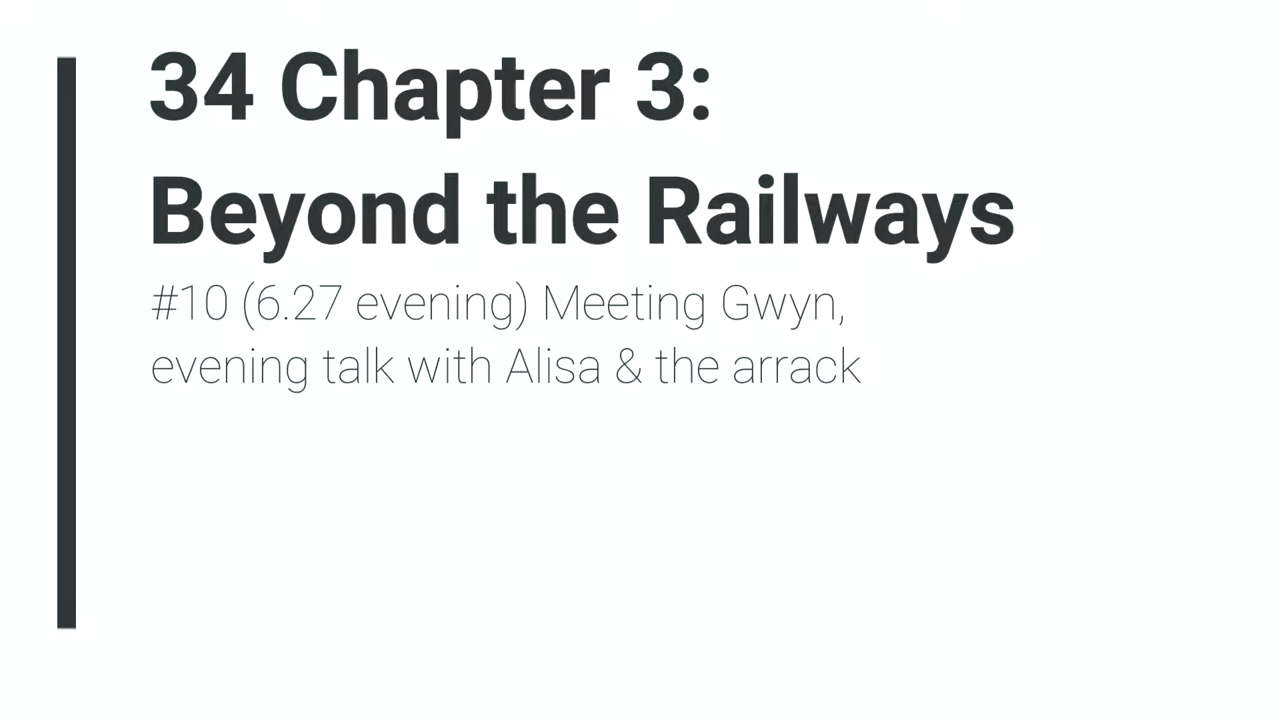 34 Chapter 3:
Beyond the Railways
#10 (6.27 evening) Meeting Gwyn,
evening talk with Alisa & the arrack